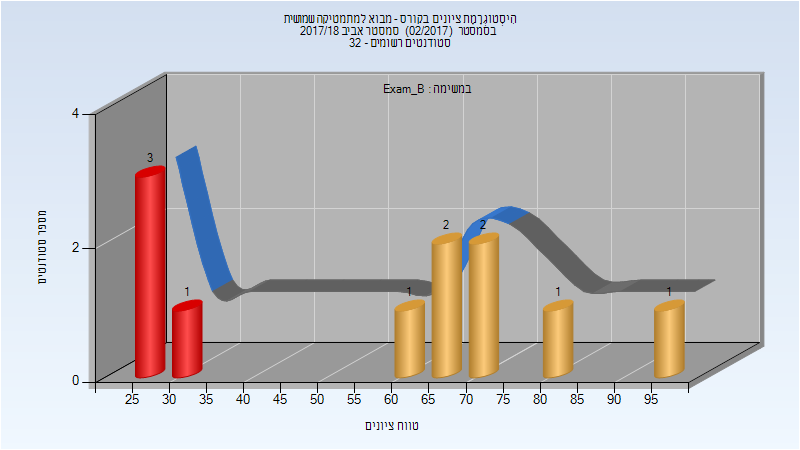 היסטוגרמת ציונים בקורס - מבוא למתמטיקה שמושית
בסמסטר (02/2017) סמסטר אביב 2017/18
סטודנטים רשומים - 32
במשימה : Exam_B
4
2
0
מספר סטודנטים
3
1
1
2
2
1
1
25 30 35 40 45 50 55 60 65 70 75 80 85 90 95
טווח ציונים